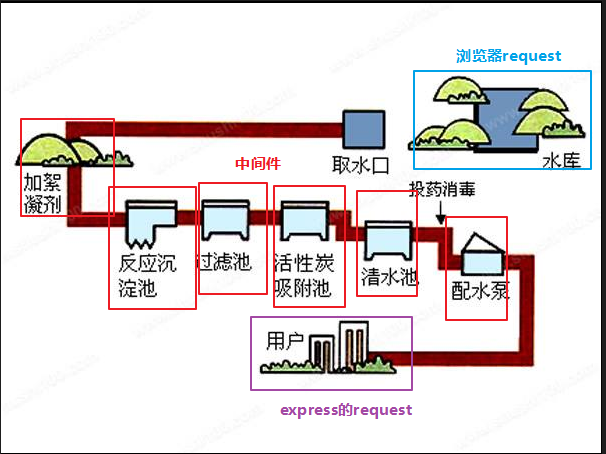 浏览器request
水库
取水口
中间件
加絮
凝剂
投药消毒
反应沉
淀池
过滤池
活性炭
吸附池
清水池
配水泵
用户
express的request